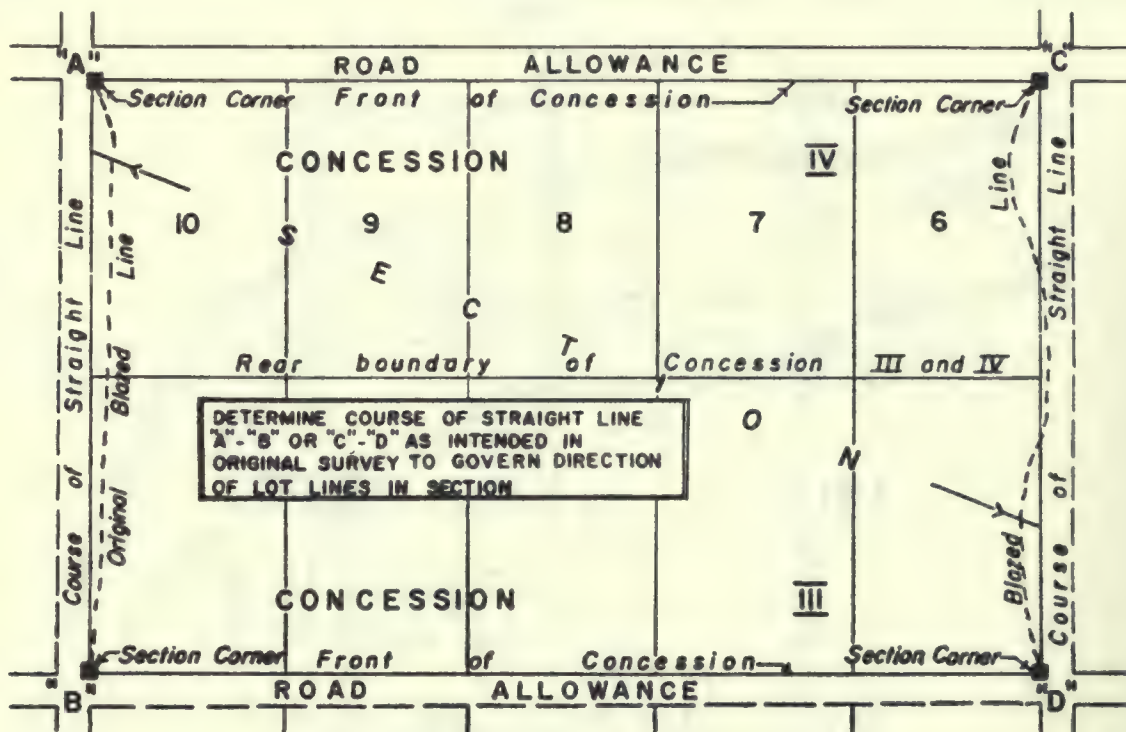 "A"
"C"
ROAD ALLOWANCE
Section Corner
Front of Concession
Section Corner
CONCESSION
IV
10
9
8
7
6
SECTION
Line
Straight Line
Course of Straight Line
Original Blazed Line
Rear boundary of Concession III and IV
DETERMINE COURSE OF STRAIGHT LINE
"A"-"B" OR "C"-"D" AS INTENDED IN
ORIGINAL SURVEY TO GOVERN DIRECTION
OF LOT LINES IN SECTION
Blazed
Course of
CONCESSION
III
Section Corner
Front of Concession
Section Corner
"B"
ROAD ALLOWANCE
"D"